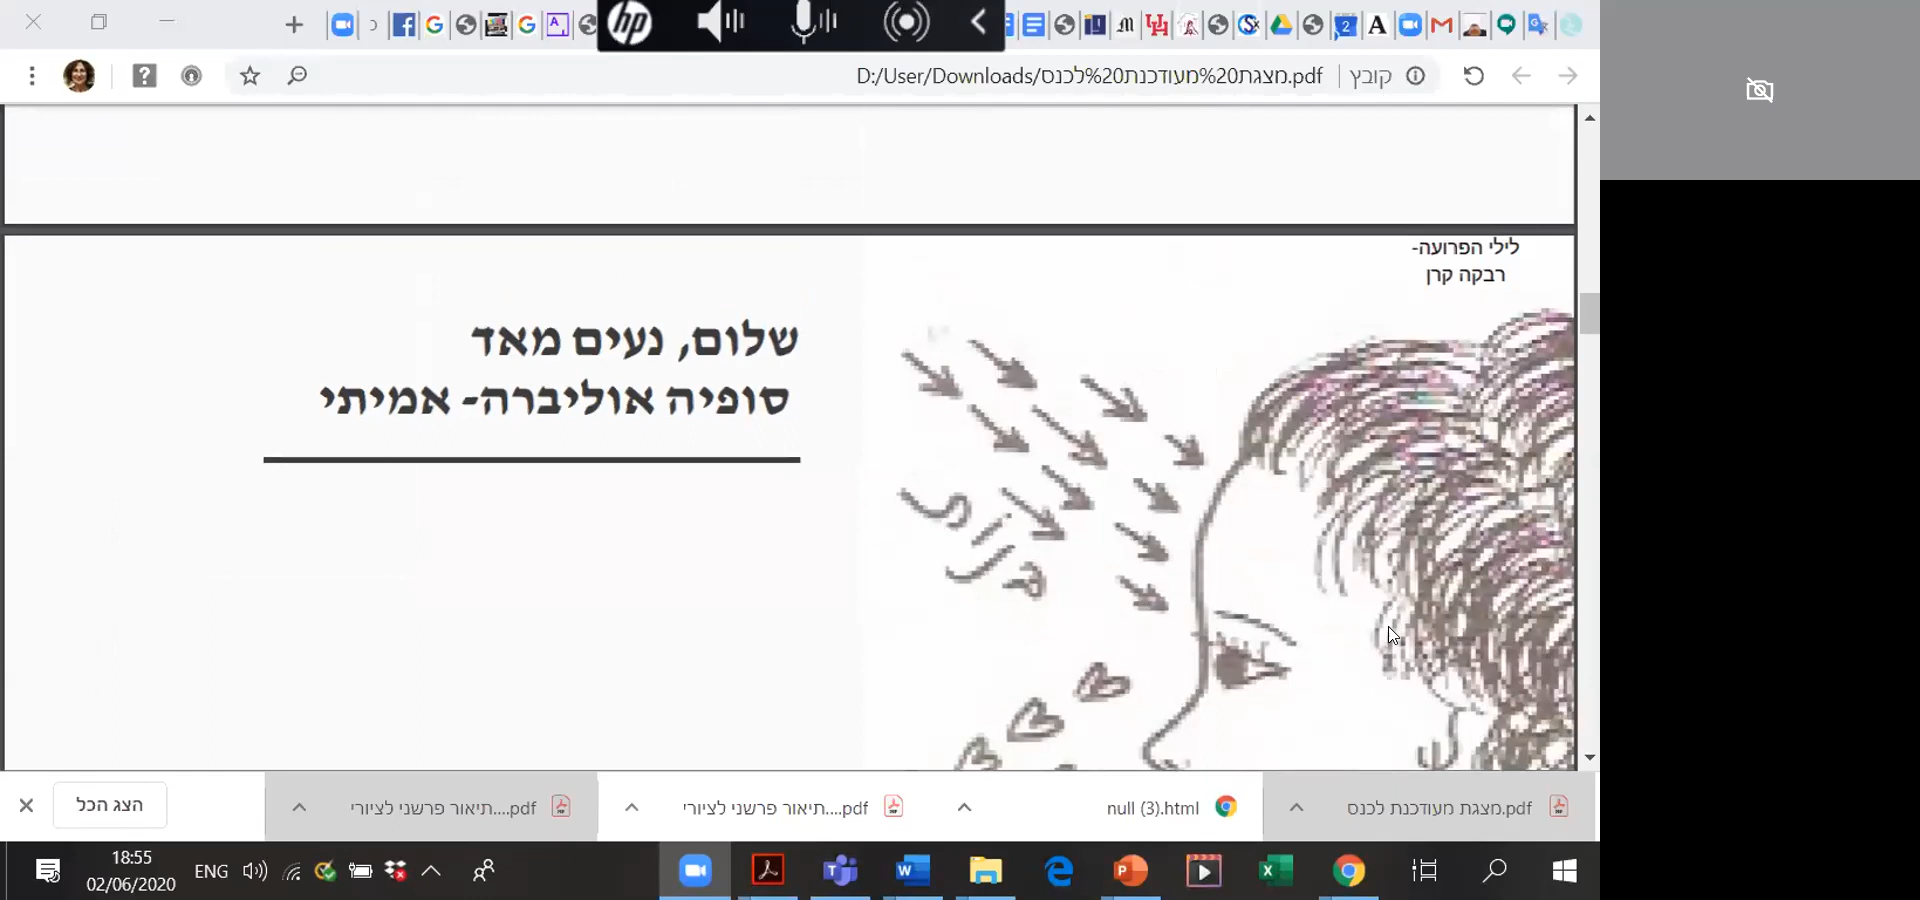 D:/User/Downloads/מצגת%20מעודכנת%20לכנס.pdf
קובץ
לילי הפרועה-
רבקה קרן
שלום, נעים מאד
סופיה אוליברה- אמיתי
הצג הכל
תיאור פרשני לציורי....pdf
תיאור פרשני לציורי....pdf
null (3).html
מצגת מעודכנת לכנס.pdf
18:55
02/06/2020
ENG
hp